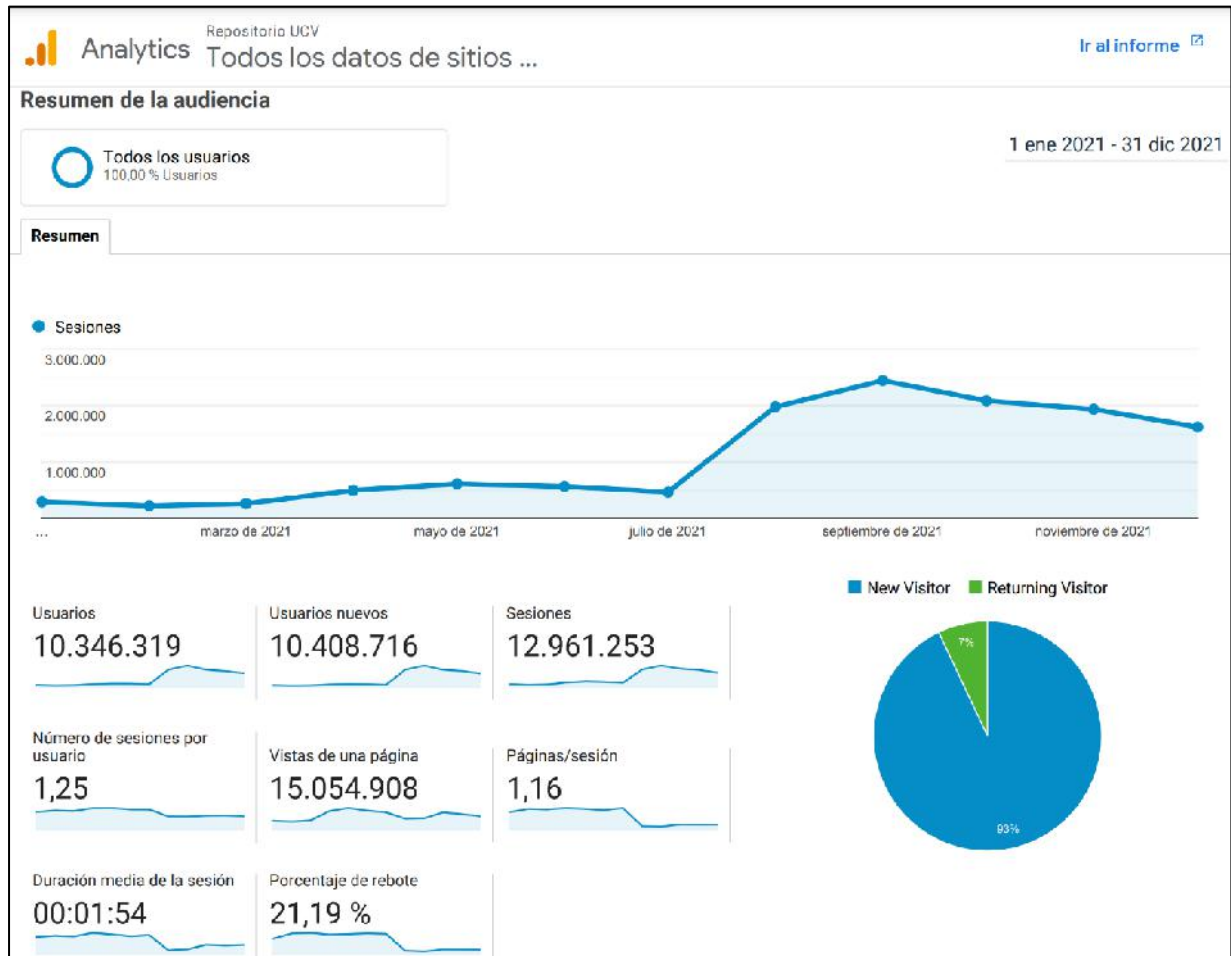 Analytics
Repositorio UCV
Todos los datos de sitios ...
Ir al informe
Resumen de la audiencia
Todos los usuarios
100,00 % Usuarios
1 ene 2021 - 31 dic 2021
Resumen
Sesiones
3.000.000
2.000.000
1.000.000
...
marzo de 2021
mayo de 2021
julio de 2021
septiembre de 2021
noviembre de 2021
New Visitor
Returning Visitor
Usuarios
10.346.319
Usuarios nuevos
10.408.716
Sesiones
12.961.253
7%
93%
Número de sesiones por
usuario
1,25
Vistas de una página
15.054.908
Páginas/sesión
1,16
Duración media de la sesión
00:01:54
Porcentaje de rebote
21,19 %